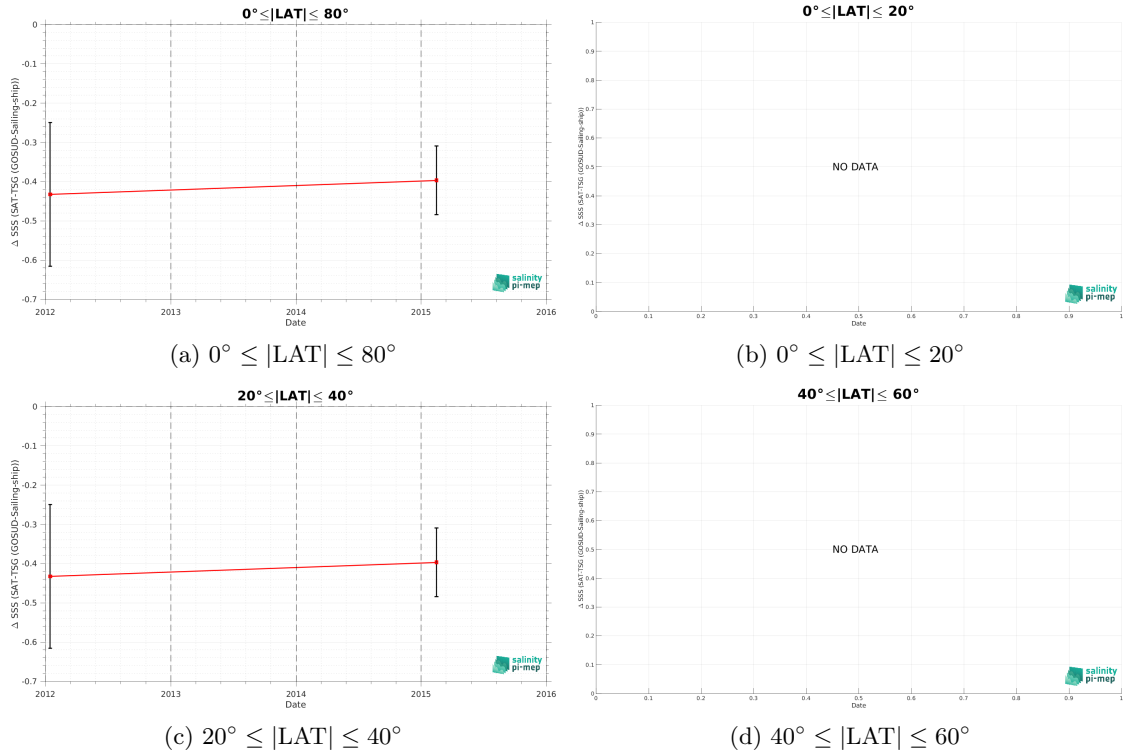 0°≤|LAT|≤ 80°
0
-0.1
-0.2
-0.3
-0.4
-0.5
-0.6
-0.7
Δ SSS (SAT-TSG (GOSUD-Sailing-ship))
2012
2013
2014
2015
2016
Date
salinity
pi-mep
(a) 0° ≤ |LAT| ≤ 80°
0°≤|LAT|≤ 20°
1
0.9
0.8
0.7
0.6
0.5
0.4
0.3
0.2
0.1
0
Δ SSS (SAT-TSG (GOSUD-Sailing-ship))
NO DATA
0
0.1
0.2
0.3
0.4
0.5
0.6
0.7
0.8
0.9
1
Date
salinity
pi-mep
(b) 0° ≤ |LAT| ≤ 20°
20°≤|LAT|≤ 40°
0
-0.1
-0.2
-0.3
-0.4
-0.5
-0.6
-0.7
Δ SSS (SAT-TSG (GOSUD-Sailing-ship))
2012
2013
2014
2015
2016
Date
salinity
pi-mep
(c) 20° ≤ |LAT| ≤ 40°
40°≤|LAT|≤ 60°
1
0.9
0.8
0.7
0.6
0.5
0.4
0.3
0.2
0.1
0
Δ SSS (SAT-TSG (GOSUD-Sailing-ship))
NO DATA
0
0.1
0.2
0.3
0.4
0.5
0.6
0.7
0.8
0.9
1
Date
salinity
pi-mep
(d) 40° ≤ |LAT| ≤ 60°